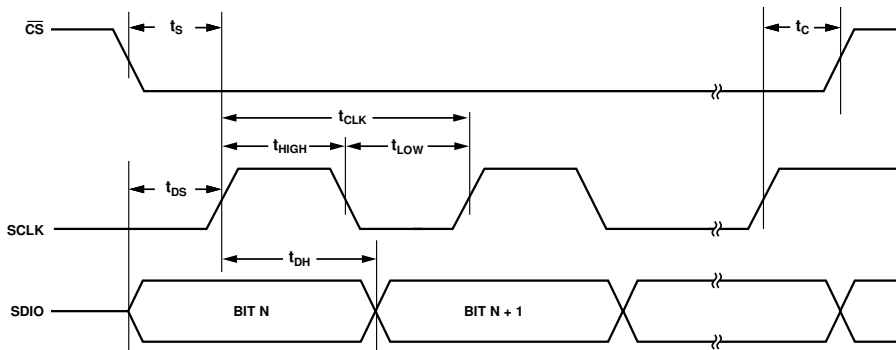 CS tS tC
tCLK
tHIGH tLOW
tDS
SCLK
tDH
SDIO BIT N BIT N + 1